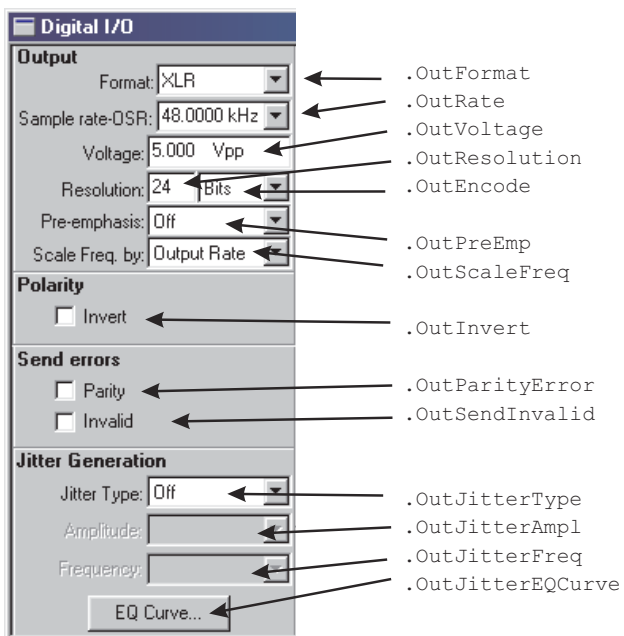 Digital I/O
Output
Format: XLR
.OutFormat
Sample rate-OSR: 48.0000 kHz
.OutRate
Voltage: 5.000 Vpp
.OutVoltage
Resolution: 24 Bits
.OutResolution
.OutEncode
Pre-emphasis: Off
.OutPreEmp
Scale Freq. by: Output Rate
.OutScaleFreq
Polarity
Invert
.OutInvert
Send errors
Parity
.OutParityError
Invalid
.OutSendInvalid
Jitter Generation
Jitter Type: Off
.OutJitterType
Amplitude:
.OutJitterAmpl
Frequency:
.OutJitterFreq
EQ Curve...
.OutJitterEQCurve